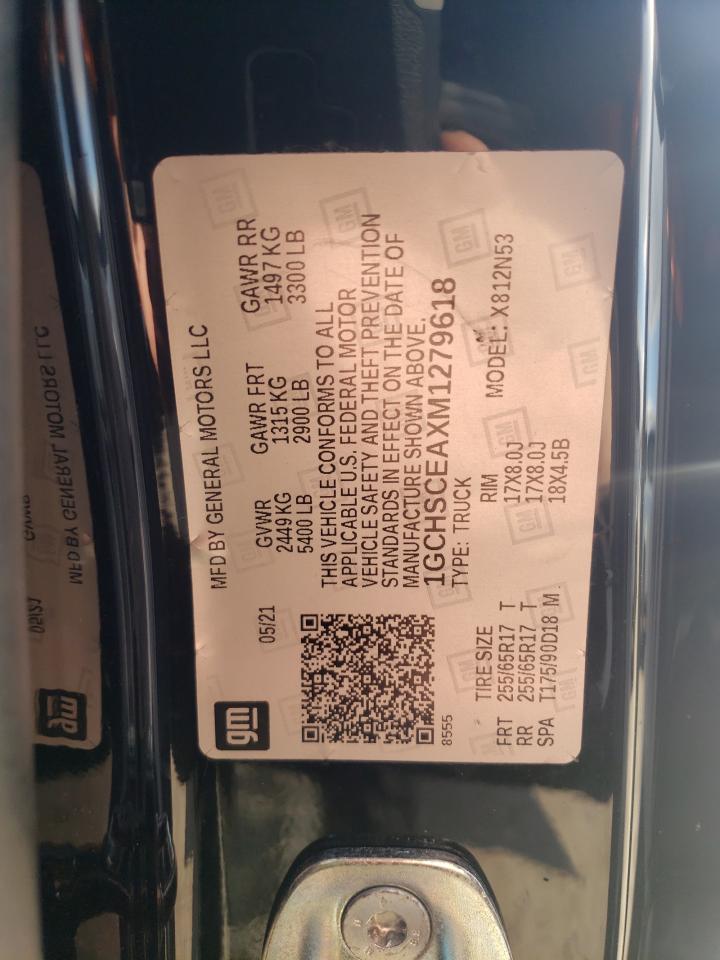 gm
05/21
MFD BY GENERAL MOTORS LLC
GVWR GAWR FRT GAWR RR
2449 KG 1315 KG 1497 KG
5400 LB 2900 LB 3300 LB
THIS VEHICLE CONFORMS TO ALL
APPLICABLE U.S. FEDERAL MOTOR
VEHICLE SAFETY AND THEFT PREVENTION
STANDARDS IN EFFECT ON THE DATE OF
MANUFACTURE SHOWN ABOVE.
1GCHSCEAXM1279618
8555
TYPE: TRUCK MODEL: X812N53
TIRE SIZE RIM
FRT 255/65R17 T 17X8.0J
RR 255/65R17 T 17X8.0J
SPA T175/90D18 M 18X4.5B